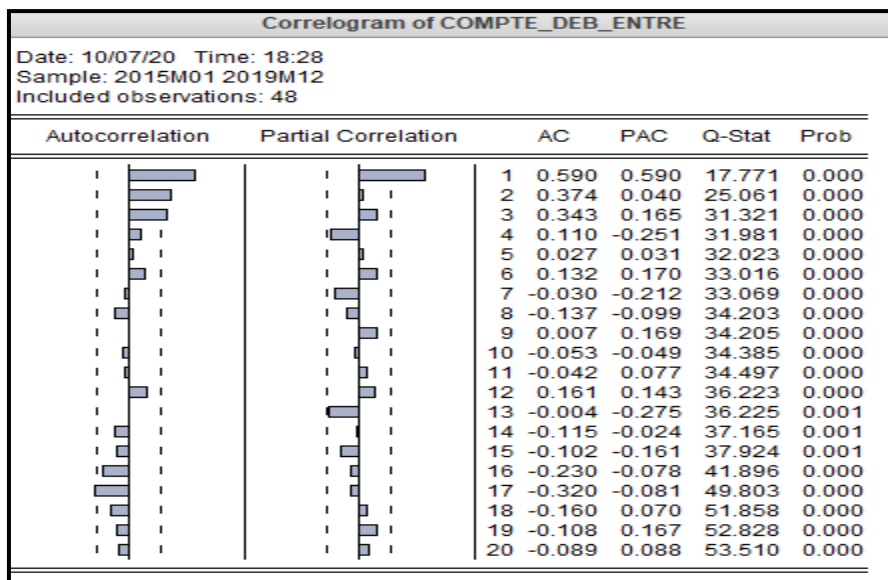 Correlogram of COMPTE_DEB_ENTRE
Date: 10/07/20 Time: 18:28
Sample: 2015M01 2019M12
Included observations: 48
Autocorrelation Partial Correlation AC PAC Q-Stat Prob
1 0.590 0.590 17.771 0.000
2 0.374 0.040 25.061 0.000
3 0.343 0.165 31.321 0.000
4 0.110 -0.251 31.981 0.000
5 0.027 0.031 32.023 0.000
6 0.132 0.170 33.016 0.000
7 -0.030 -0.212 33.069 0.000
8 -0.137 -0.099 34.203 0.000
9 0.007 0.169 34.205 0.000
10 -0.053 -0.049 34.385 0.000
11 -0.042 0.077 34.497 0.000
12 0.161 0.143 36.223 0.000
13 -0.004 -0.275 36.225 0.001
14 -0.115 -0.024 37.165 0.001
15 -0.102 -0.161 37.924 0.001
16 -0.230 -0.078 41.896 0.000
17 -0.320 -0.081 49.803 0.000
18 -0.160 0.070 51.858 0.000
19 -0.108 0.167 52.828 0.000
20 -0.089 0.088 53.510 0.000